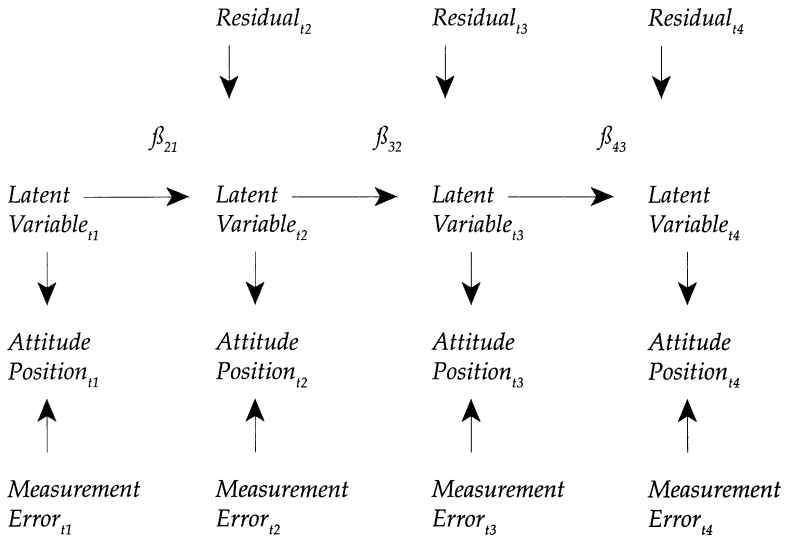 Residual_t2 Residual_t3 Residual_t4
ß_21 ß_32 ß_43
Latent Latent Latent Latent
Variable_t1 Variable_t2 Variable_t3 Variable_t4
Attitude Attitude Attitude Attitude
Position_t1 Position_t2 Position_t3 Position_t4
Measurement Measurement Measurement Measurement
Error_t1 Error_t2 Error_t3 Error_t4